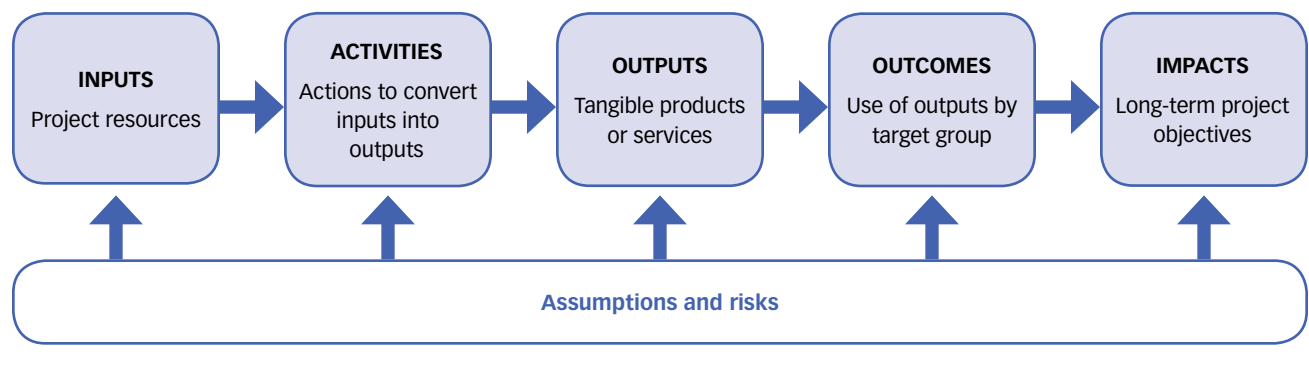 INPUTS
Project resources
ACTIVITIES
Actions to convert
inputs into
outputs
OUTPUTS
Tangible products
or services
OUTCOMES
Use of outputs by
target group
IMPACTS
Long-term project
objectives
Assumptions and risks